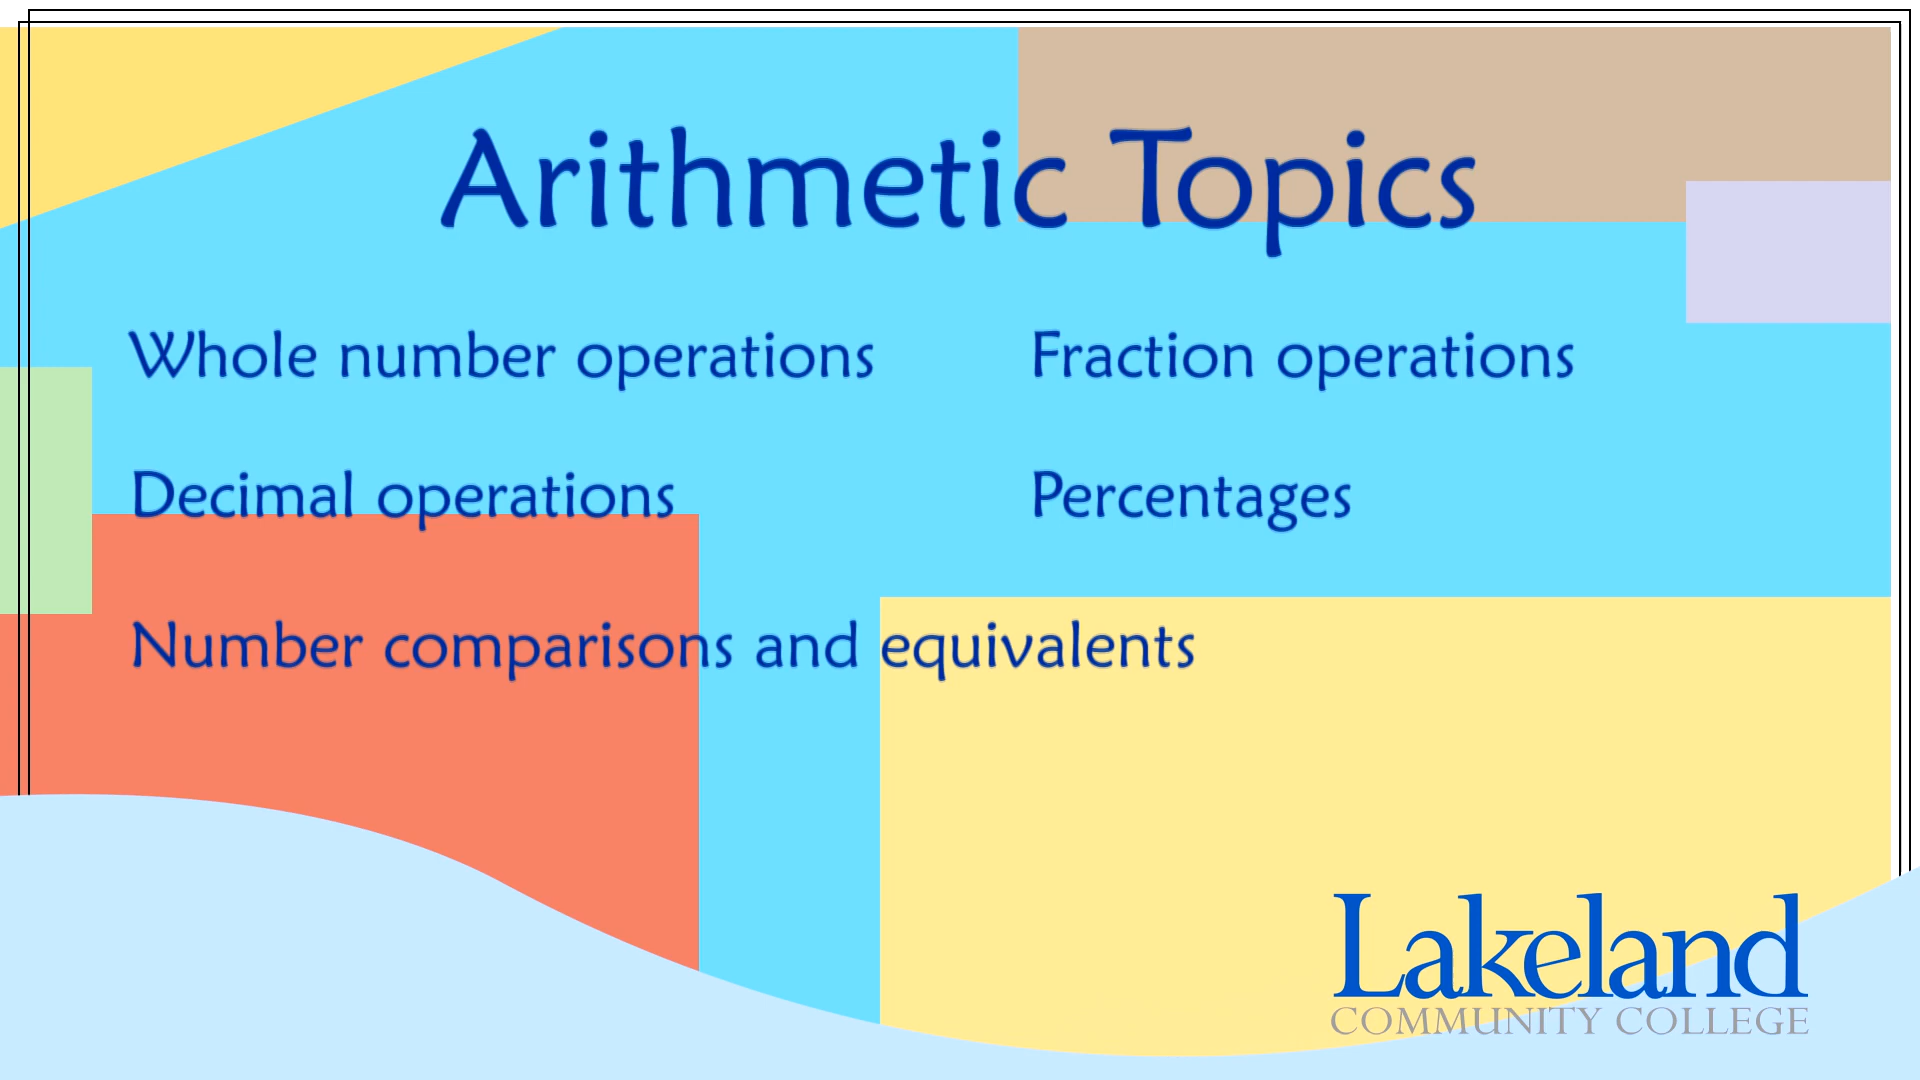 Arithmetic Topics
Whole number operations
Fraction operations
Decimal operations
Percentages
Number comparisons and equivalents
Lakeland
COMMUNITY COLLEGE